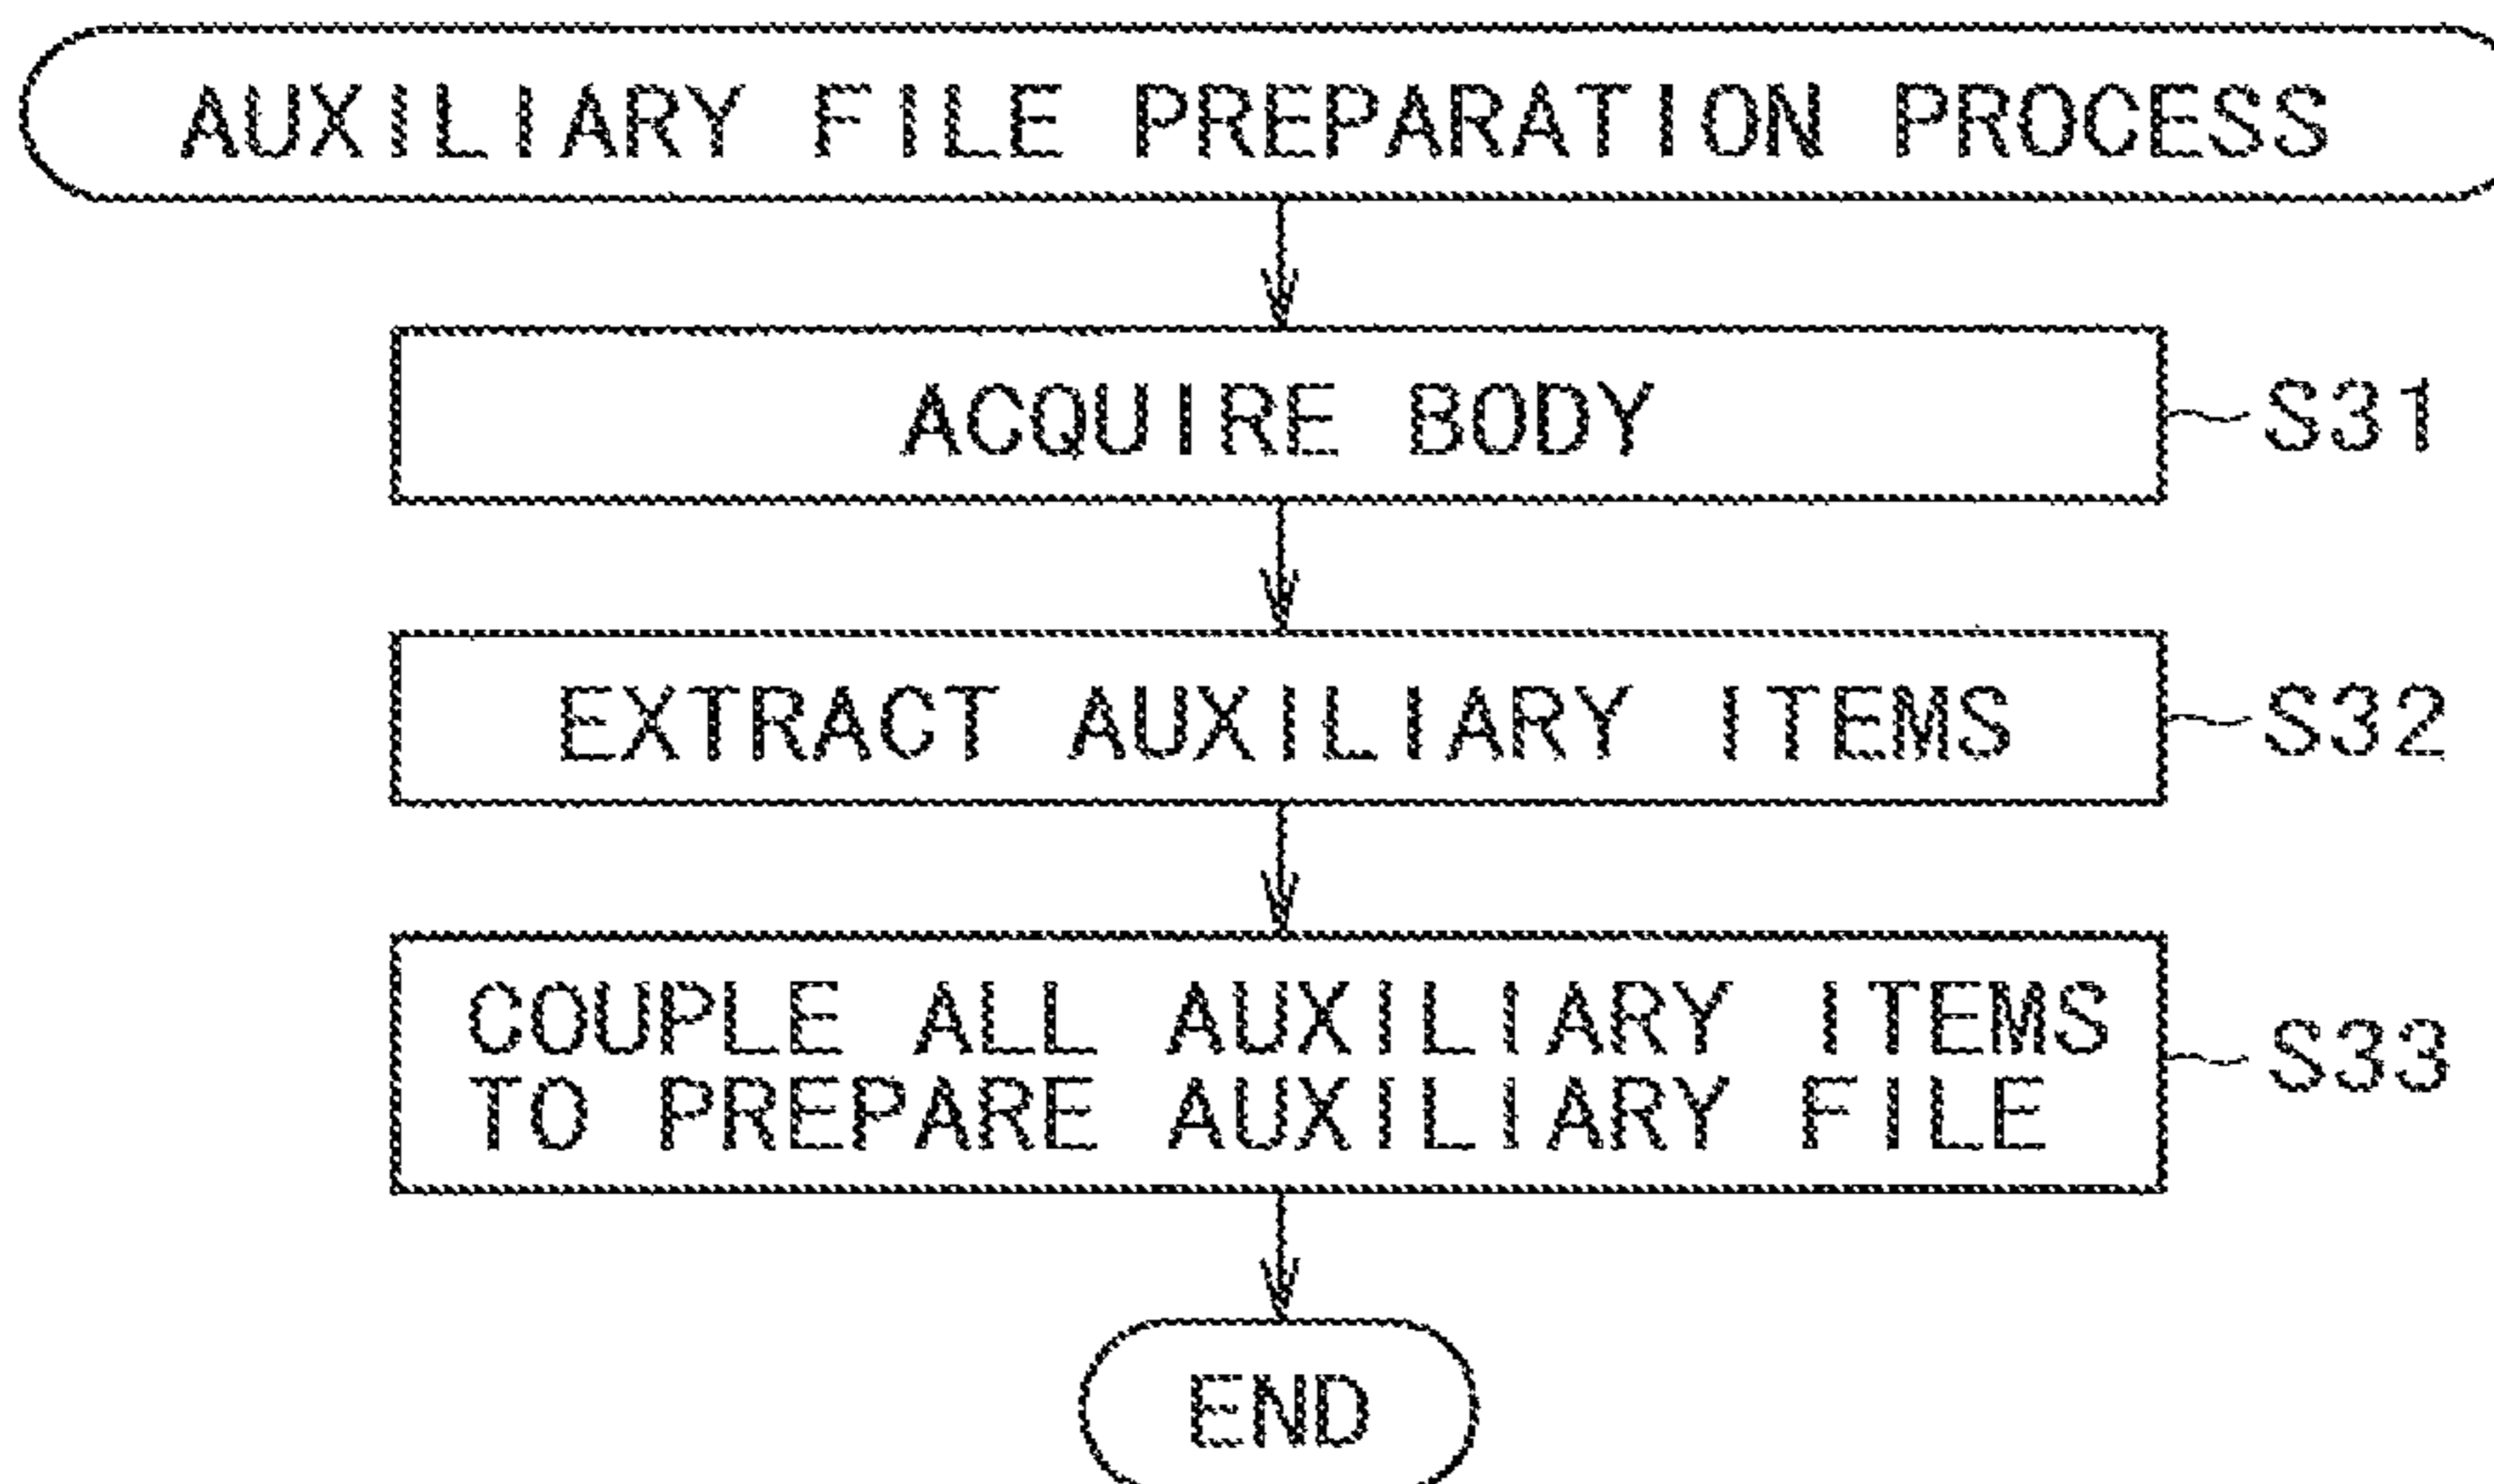 AUXILIARY FILE PREPARATION PROCESS
ACQUIRE BODY
S31
EXTRACT AUXILIARY ITEMS
S32
COUPLE ALL AUXILIARY ITEMS
TO PREPARE AUXILIARY FILE
S33
END